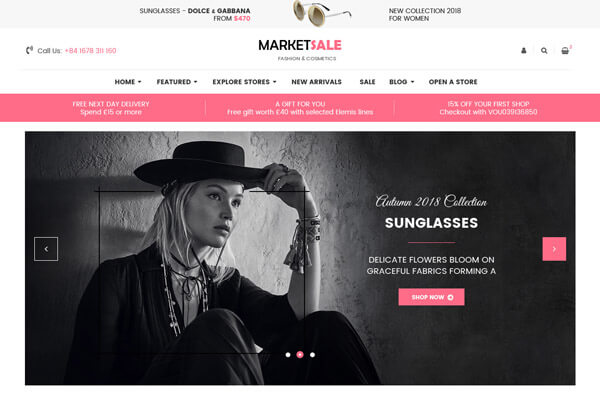 SUNGLASSES - DOLCE & GABBANA
FROM $470
NEW COLLECTION 2018
FOR WOMEN
Call Us: +84 1678 311 160
MARKETSALE
FASHION & COSMETICS
2
HOME
FEATURED
EXPLORE STORES
NEW ARRIVALS
SALE
BLOG
OPEN A STORE
FREE NEXT DAY DELIVERY
Spend £15 or more
A GIFT FOR YOU
Free gift worth £40 with selected Elemis lines
15% OFF YOUR FIRST SHOP
Checkout with VOU039136850
Autumn 2018 Collection
SUNGLASSES
DELICATE FLOWERS BLOOM ON
GRACEFUL FABRICS FORMING A
SHOP NOW